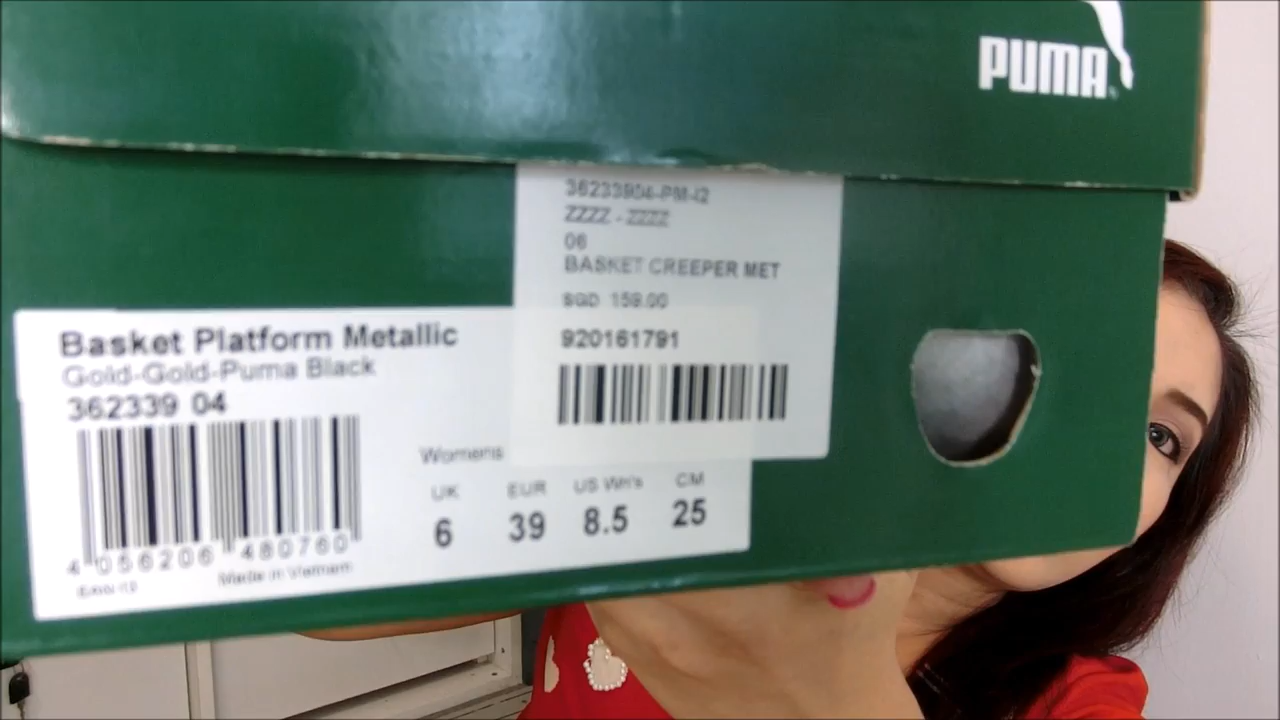 PUMA
36233904-PM-I2
ZZZZ - ZZZZ
06
BASKET CREEPER MET
SGD 159.00
920161791
Basket Platform Metallic
Gold-Gold-Puma Black
362339 04
4 056206 480760
EAN-13
Made in Vietnam
Womens
UK EUR US Wn's CM
6 39 8.5 25